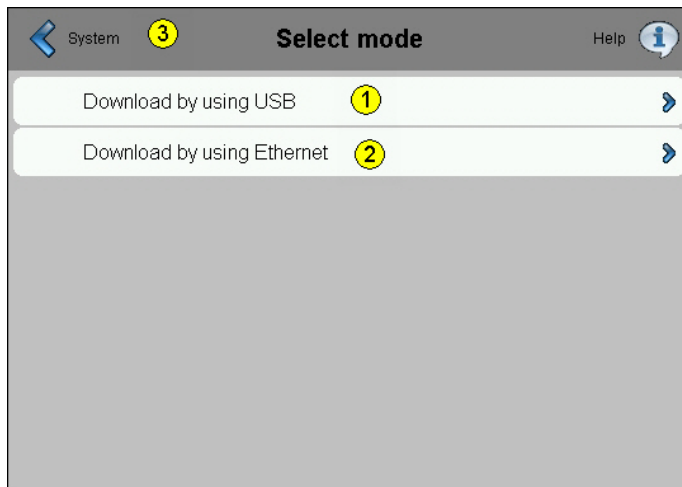 System 3 Select mode Help i
Download by using USB 1
Download by using Ethernet 2